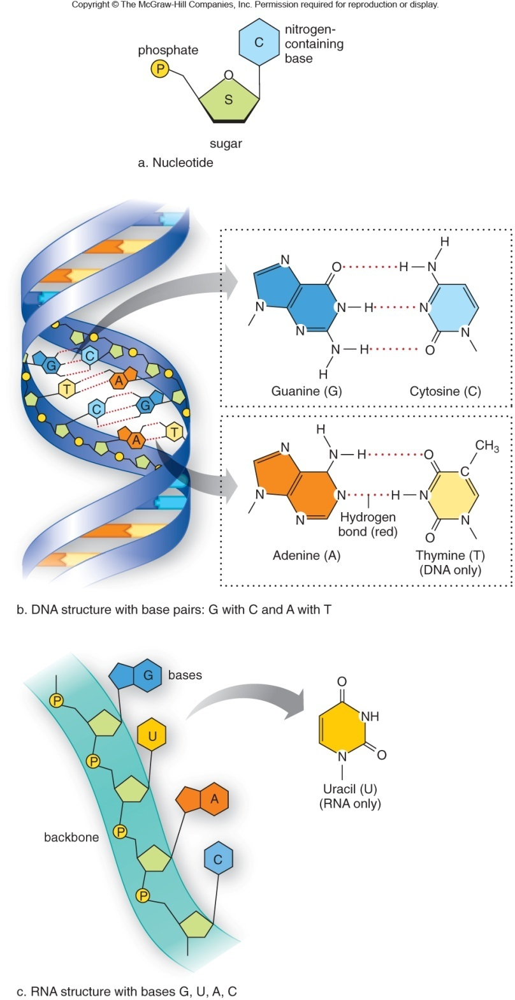 Copyright © The McGraw-Hill Companies, Inc. Permission required for reproduction or display.
nitrogen-
containing
base
C
phosphate
P
O
S
sugar
a. Nucleotide
H
N
O
H
N
N
N
H
N
N
O
N
N
H
H
Guanine (G)
Cytosine (C)
G
C
T
A
C
G
A
T
H
CH3
N
N
H
O
C
N
N
H
N
N
N
O
Hydrogen
bond (red)
Adenine (A)
Thymine (T)
(DNA only)
b. DNA structure with base pairs: G with C and A with T
G
bases
P
U
P
A
P
C
P
backbone
O
NH
N
O
Uracil (U)
(RNA only)
c. RNA structure with bases G, U, A, C